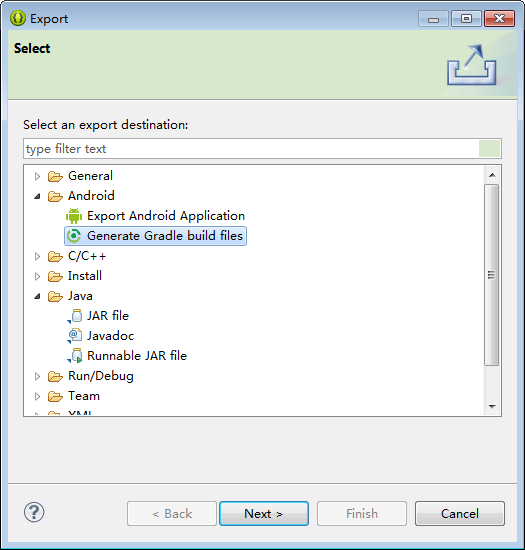 Export
Select
Select an export destination:
type filter text
General
Android
Export Android Application
Generate Gradle build files
C/C++
Install
Java
JAR file
Javadoc
Runnable JAR file
Run/Debug
Team
XML
< Back
Next >
Finish
Cancel